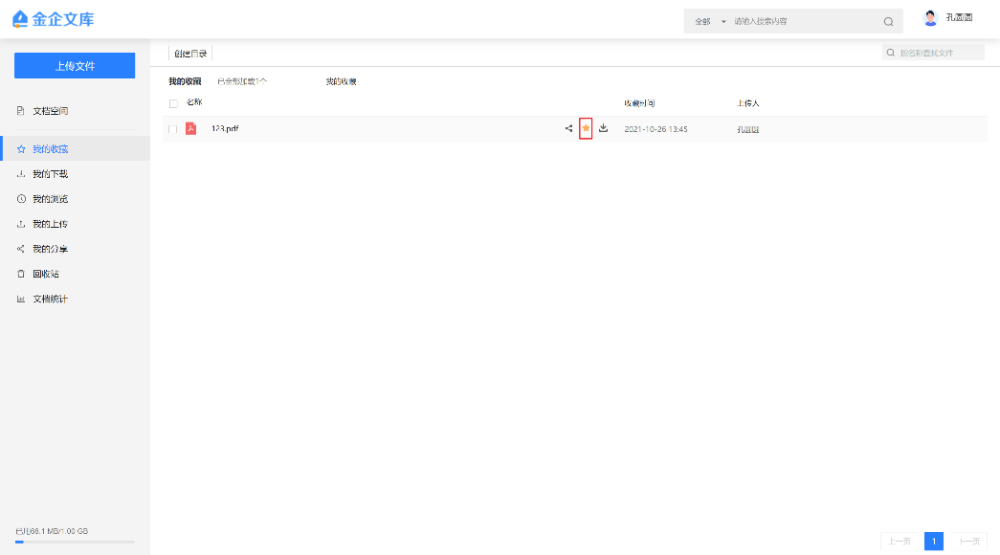 金企文库
全部 请输入搜索内容
孔圆圆
上传文件
创建目录
按名称查找文件
我的收藏 已全部加载1个 我的收藏
名称 收藏时间 上传人
123.pdf 2021-10-26 13:45 孔圆圆
文档空间
我的收藏
我的下载
我的浏览
我的上传
我的分享
回收站
文档统计
已用68.1 MB/1.00 GB
上一页 1 下一页